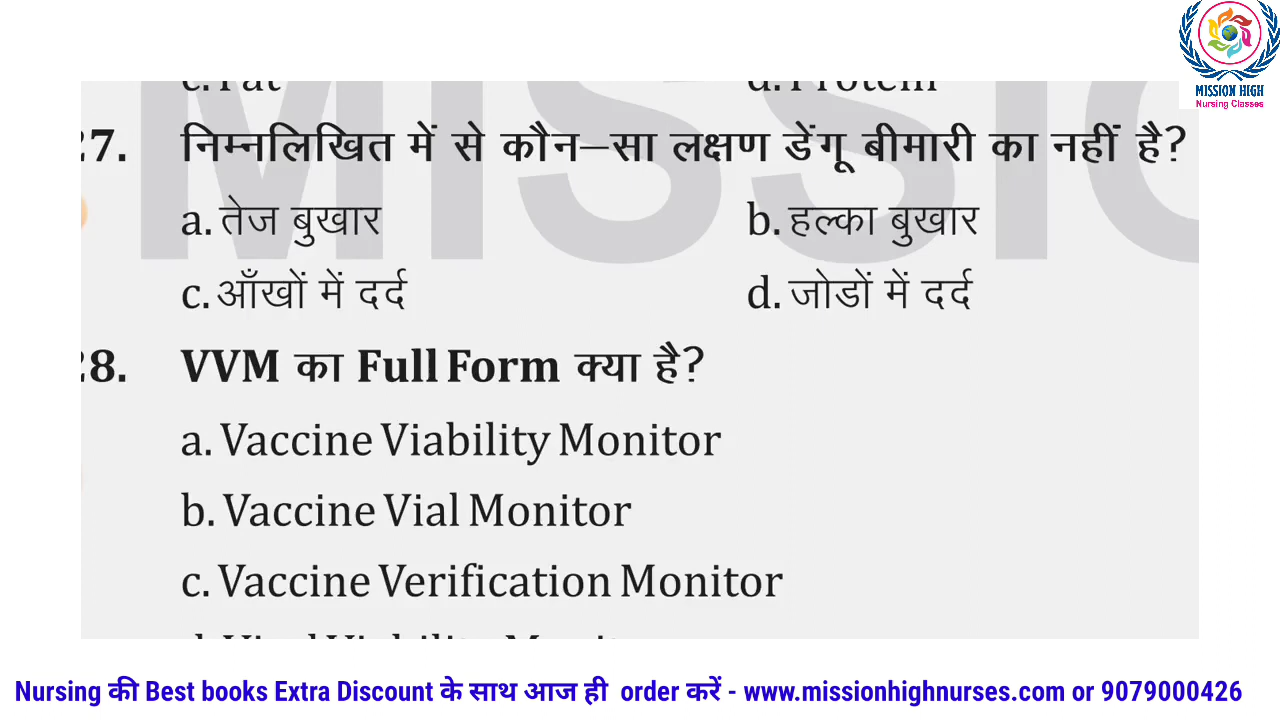 MISSION HIGH
Nursing Classes
c. Fat d. Protein
27. निम्नलिखित में से कौन–सा लक्षण डेंगू बीमारी का नहीं है?
a. तेज बुखार b. हल्का बुखार
c. आँखों में दर्द d. जोडों में दर्द
28. VVM का Full Form क्या है?
a. Vaccine Viability Monitor
b. Vaccine Vial Monitor
c. Vaccine Verification Monitor
Nursing की Best books Extra Discount के साथ आज ही order करें - www.missionhighnurses.com or 9079000426